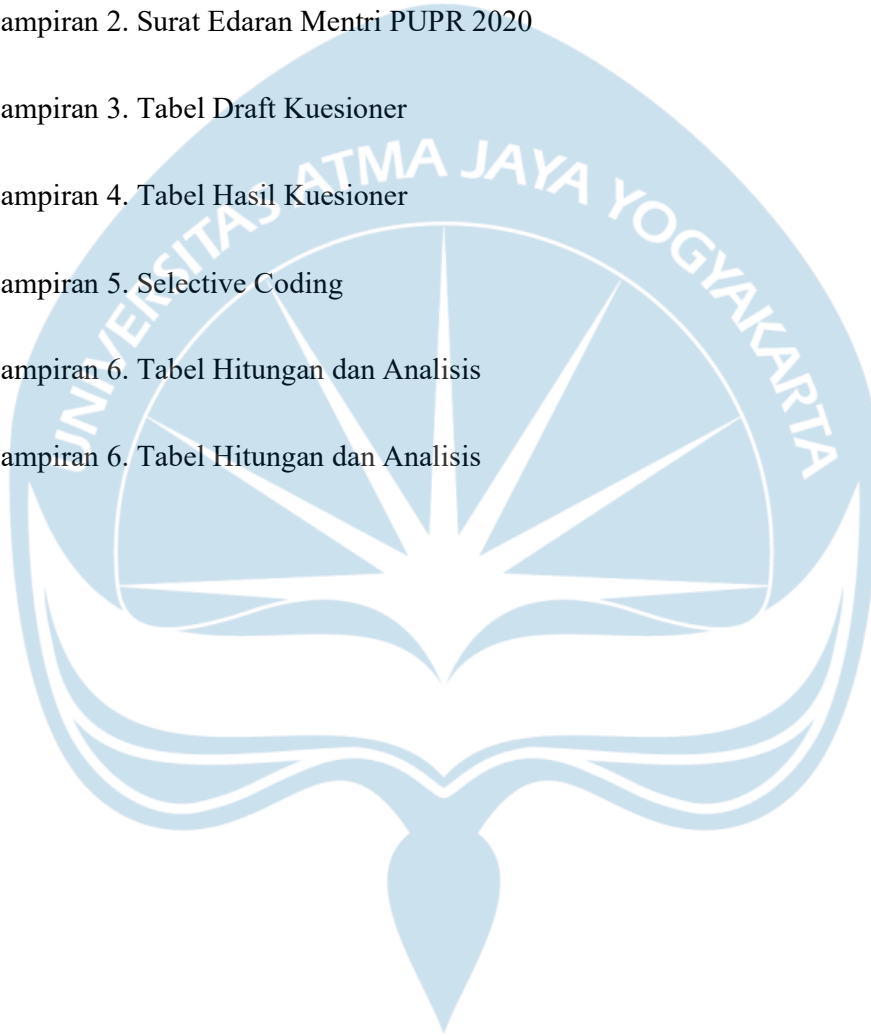 ampiran 2. Surat Edaran Mentri PUPR 2020
ampiran 3. Tabel Draft Kuesioner
ampiran 4. Tabel Hasil Kuesioner
ampiran 5. Selective Coding
ampiran 6. Tabel Hitungan dan Analisis
ampiran 6. Tabel Hitungan dan Analisis
UNIVERSITAS ATMA JAYA YOGYAKARTA